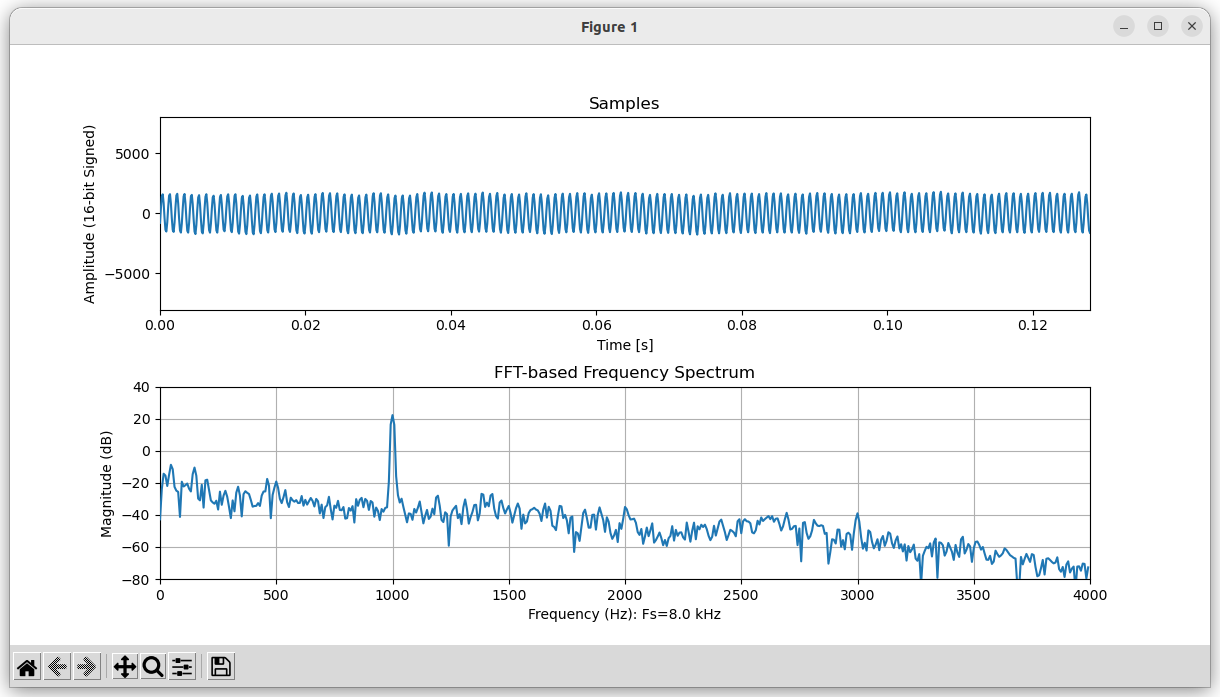 Figure 1
Samples
Amplitude (16-bit Signed)
5000
0
−5000
0.00 0.02 0.04 0.06 0.08 0.10 0.12
Time [s]
FFT-based Frequency Spectrum
Magnitude (dB)
40
20
0
−20
−40
−60
−80
0 500 1000 1500 2000 2500 3000 3500 4000
Frequency (Hz): Fs=8.0 kHz